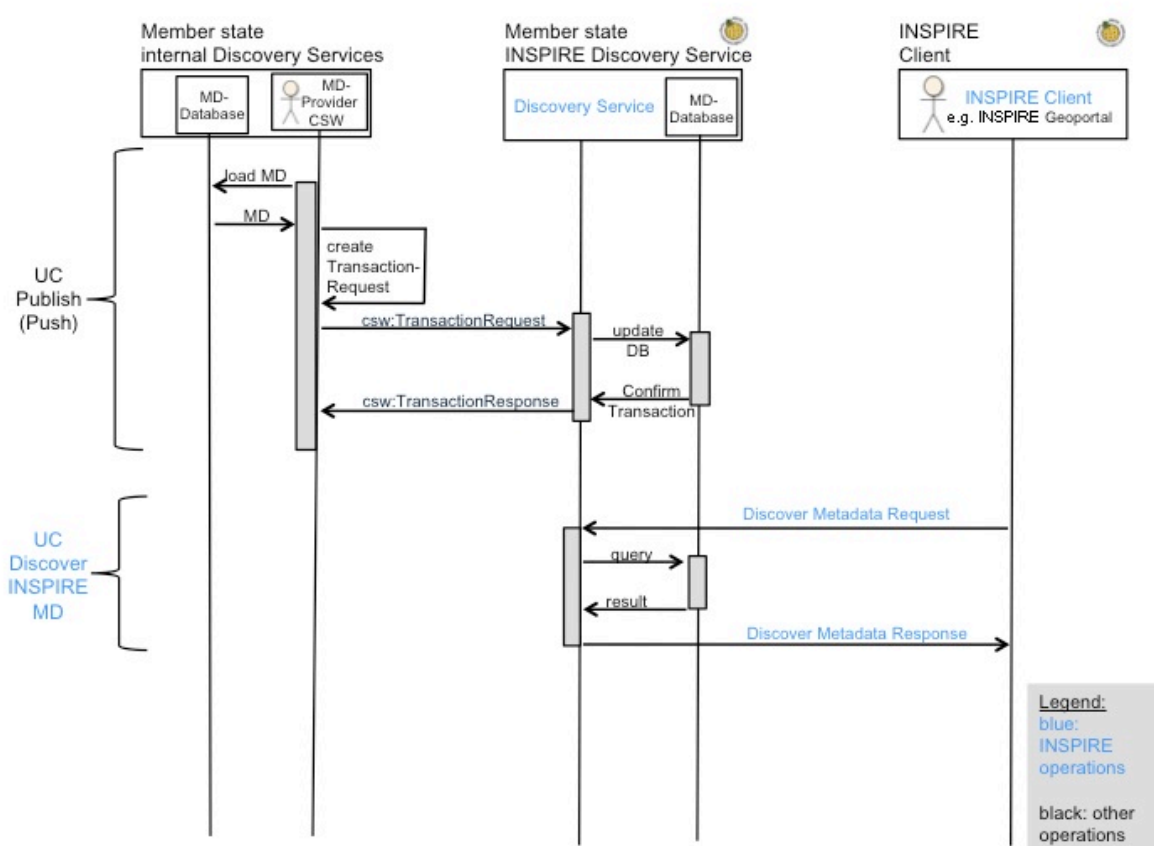 Member state
internal Discovery Services
Member state
INSPIRE Discovery Service
INSPIRE
Client
MD-
Database
MD-
Provider
CSW
Discovery Service
MD-
Database
INSPIRE Client
e.g. INSPIRE Geoportal
load MD
MD
create
Transaction-
Request
UC
Publish
(Push)
csw:TransactionRequest
update
DB
Confirm
Transaction
csw:TransactionResponse
Discover Metadata Request
UC
Discover
INSPIRE
MD
query
result
Discover Metadata Response
Legend:
blue:
INSPIRE
operations
black: other
operations